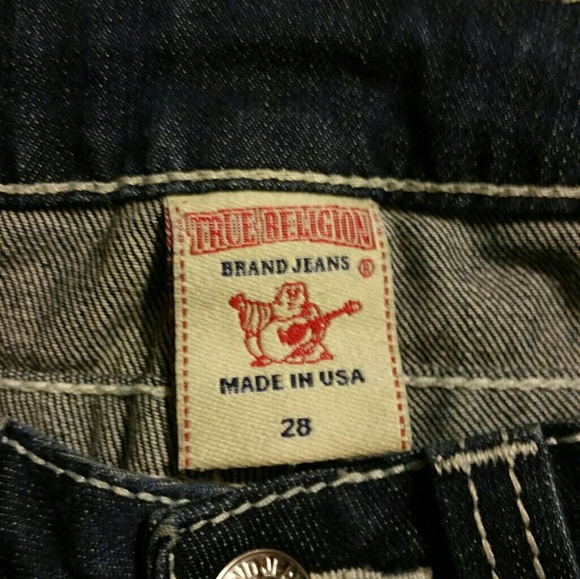 TRUE RELIGION
BRAND JEANS ®
MADE IN USA
28